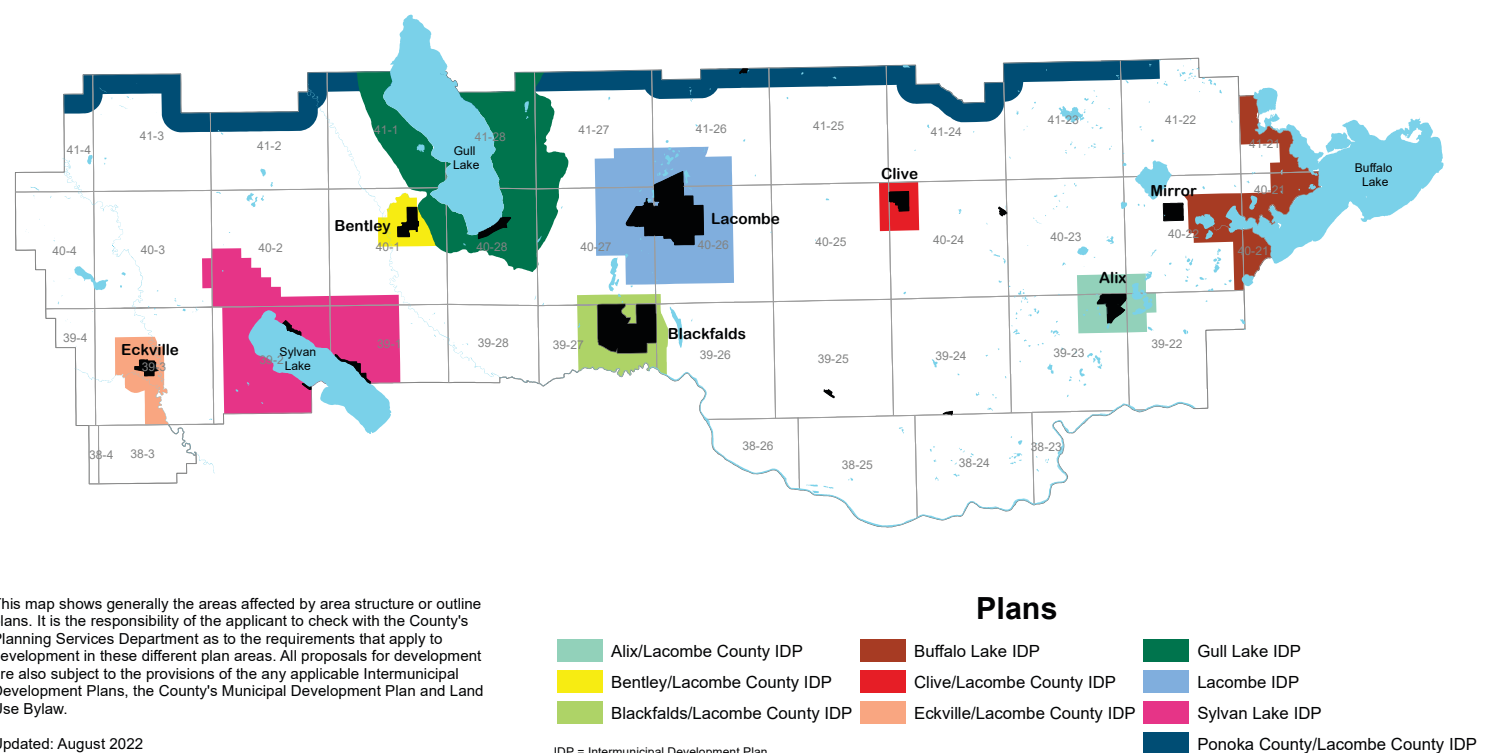 41-4
41-3
41-2
41-1
41-28
41-27
41-26
41-25
41-24
41-23
41-22
41-21
Gull
Lake
Buffalo
Lake
Clive
Mirror
40-21
Bentley
Lacombe
40-4
40-3
40-2
40-1
40-28
40-27
40-26
40-25
40-24
40-23
40-22
40-21
Alix
39-4
Eckville
39-3
39-2
Sylvan
Lake
39-1
39-28
39-27
Blackfalds
39-26
39-25
39-24
39-23
39-22
38-4
38-3
38-26
38-25
38-24
38-23
his map shows generally the areas affected by area structure or outline
lans. It is the responsibility of the applicant to check with the County's
lanning Services Department as to the requirements that apply to
evelopment in these different plan areas. All proposals for development
re also subject to the provisions of the any applicable Intermunicipal
evelopment Plans, the County's Municipal Development Plan and Land
Use Bylaw.
Updated: August 2022
Plans
Alix/Lacombe County IDP
Bentley/Lacombe County IDP
Blackfalds/Lacombe County IDP
Buffalo Lake IDP
Clive/Lacombe County IDP
Eckville/Lacombe County IDP
Gull Lake IDP
Lacombe IDP
Sylvan Lake IDP
Ponoka County/Lacombe County IDP
IDP = Intermunicipal Development Plan